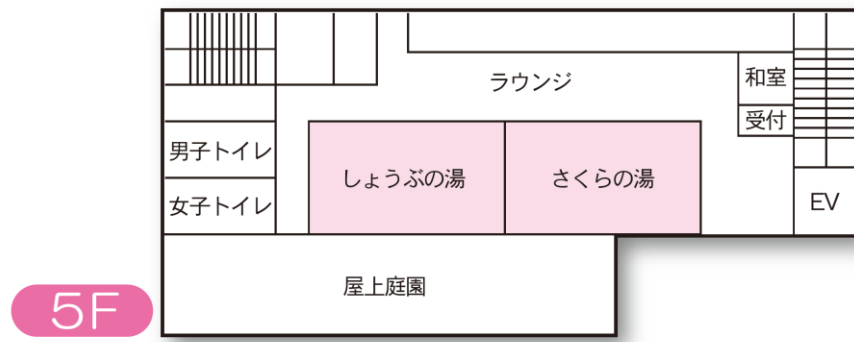 ラウンジ
和室
受付
男子トイレ
しょうぶの湯
さくらの湯
女子トイレ
EV
屋上庭園
5F